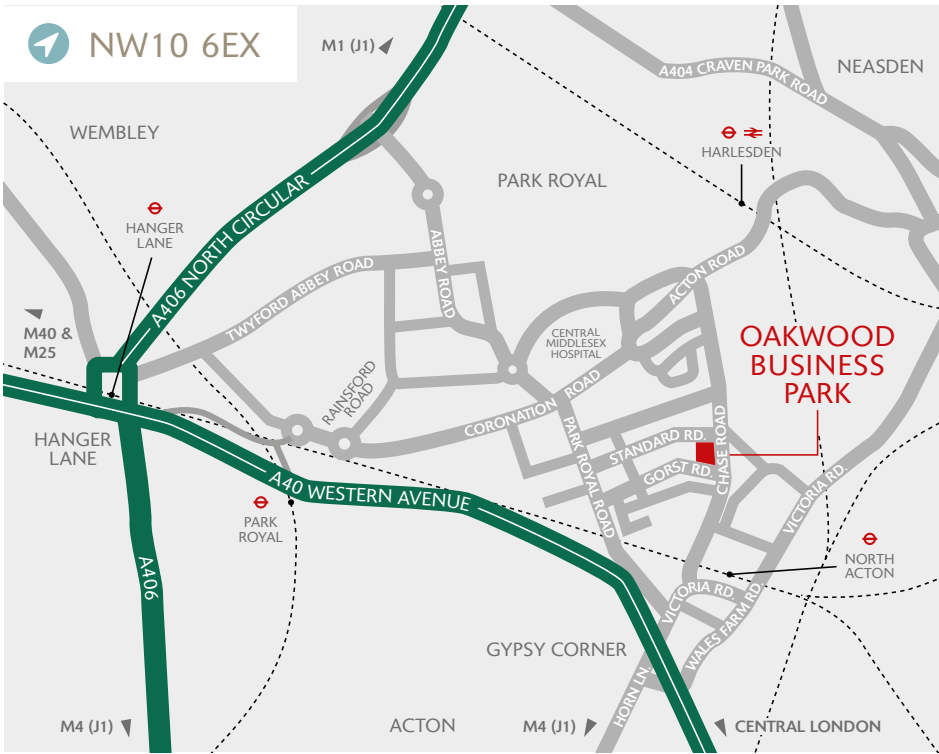 NW10 6EX
M1 (J1)
A404 CRAVEN PARK ROAD
NEASDEN
WEMBLEY
HARLESDEN
PARK ROYAL
HANGER
LANE
A406 NORTH CIRCULAR
ABBEY ROAD
ACTON ROAD
TWYFORD ABBEY ROAD
M40 &
M25
CENTRAL
MIDDLESEX
HOSPITAL
OAKWOOD
BUSINESS
PARK
RAINSFORD
ROAD
CORONATION ROAD
HANGER
LANE
STANDARD RD.
GORST RD.
CHASE ROAD
PARK ROYAL ROAD
VICTORIA RD.
A40 WESTERN AVENUE
PARK
ROYAL
NORTH
ACTON
A406
VICTORIA RD.
WALES FARM RD.
GYPSY CORNER
HORN LN.
M4 (J1)
ACTON
M4 (J1)
CENTRAL LONDON